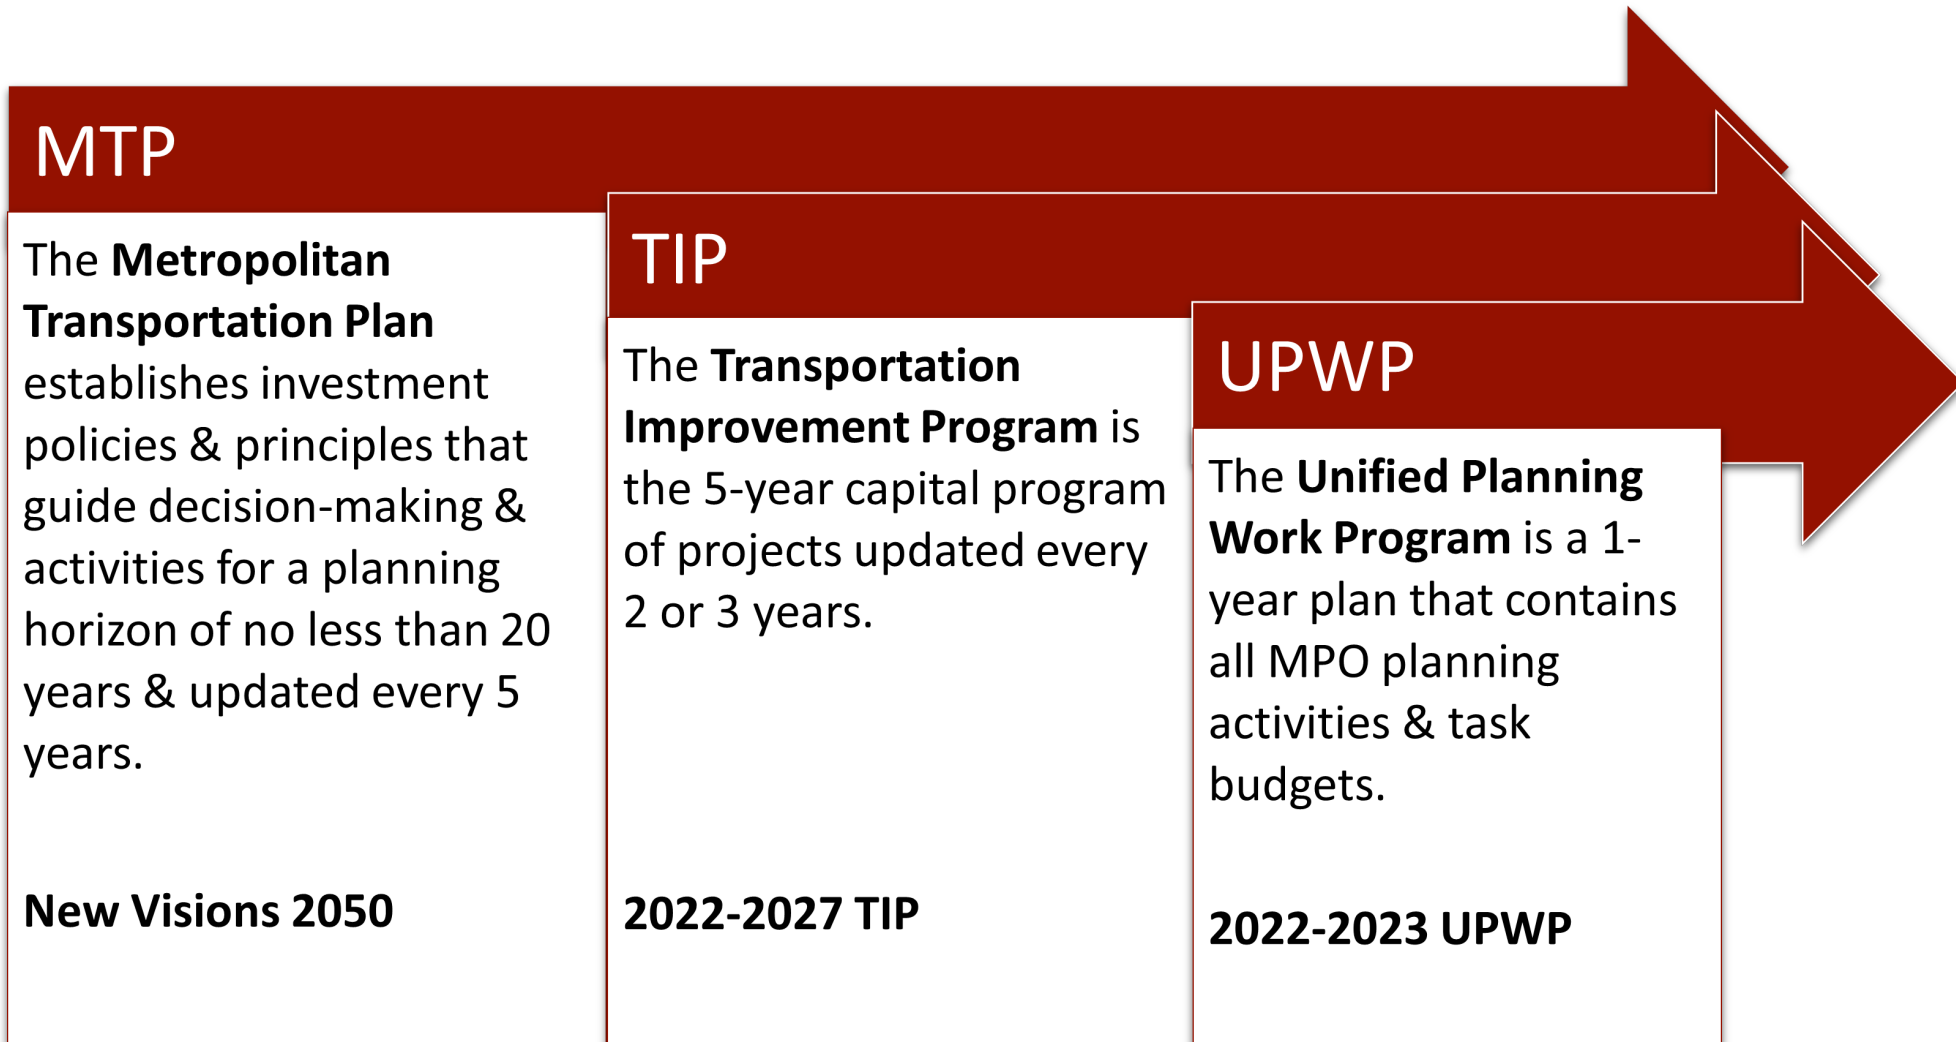 MTP
The Metropolitan
Transportation Plan
establishes investment
policies & principles that
guide decision-making &
activities for a planning
horizon of no less than 20
years & updated every 5
years.
New Visions 2050
TIP
The Transportation
Improvement Program is
the 5-year capital program
of projects updated every
2 or 3 years.
2022-2027 TIP
UPWP
The Unified Planning
Work Program is a 1-
year plan that contains
all MPO planning
activities & task
budgets.
2022-2023 UPWP